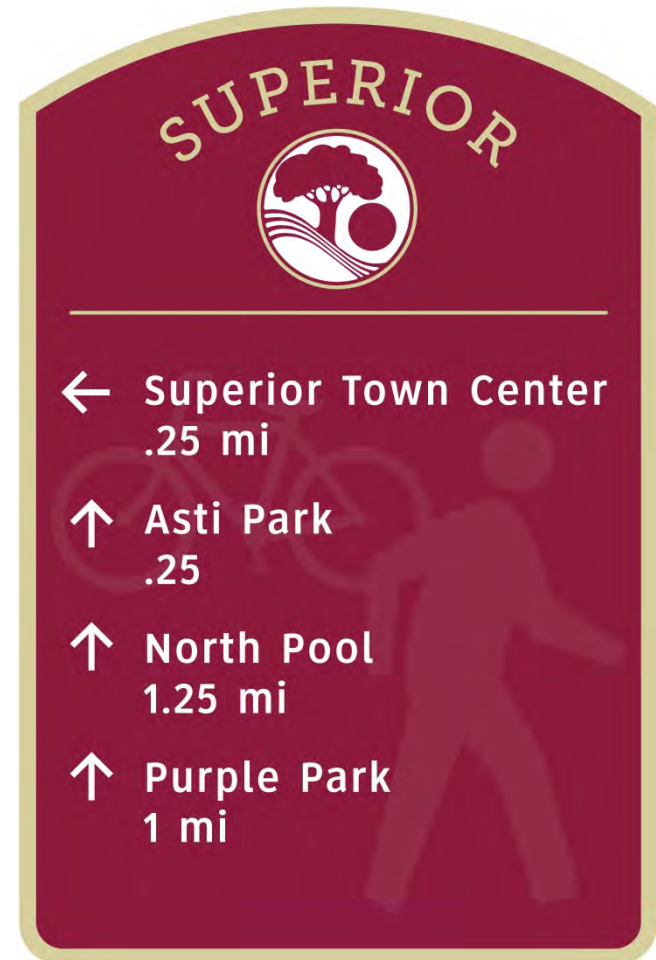 SUPERIOR
← Superior Town Center
.25 mi
↑ Asti Park
.25
↑ North Pool
1.25 mi
↑ Purple Park
1 mi